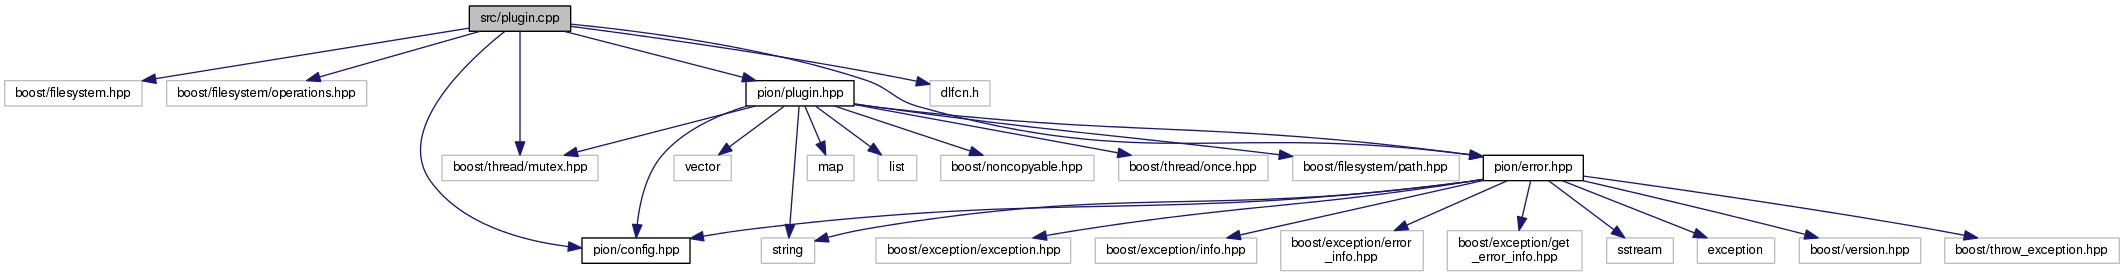 src/plugin.cpp
boost/filesystem.hpp
boost/filesystem/operations.hpp
pion/plugin.hpp
dlfcn.h
boost/thread/mutex.hpp
vector
map
list
boost/noncopyable.hpp
boost/thread/once.hpp
boost/filesystem/path.hpp
pion/error.hpp
pion/config.hpp
string
boost/exception/exception.hpp
boost/exception/info.hpp
boost/exception/error
_info.hpp
boost/exception/get
_error_info.hpp
sstream
exception
boost/version.hpp
boost/throw_exception.hpp